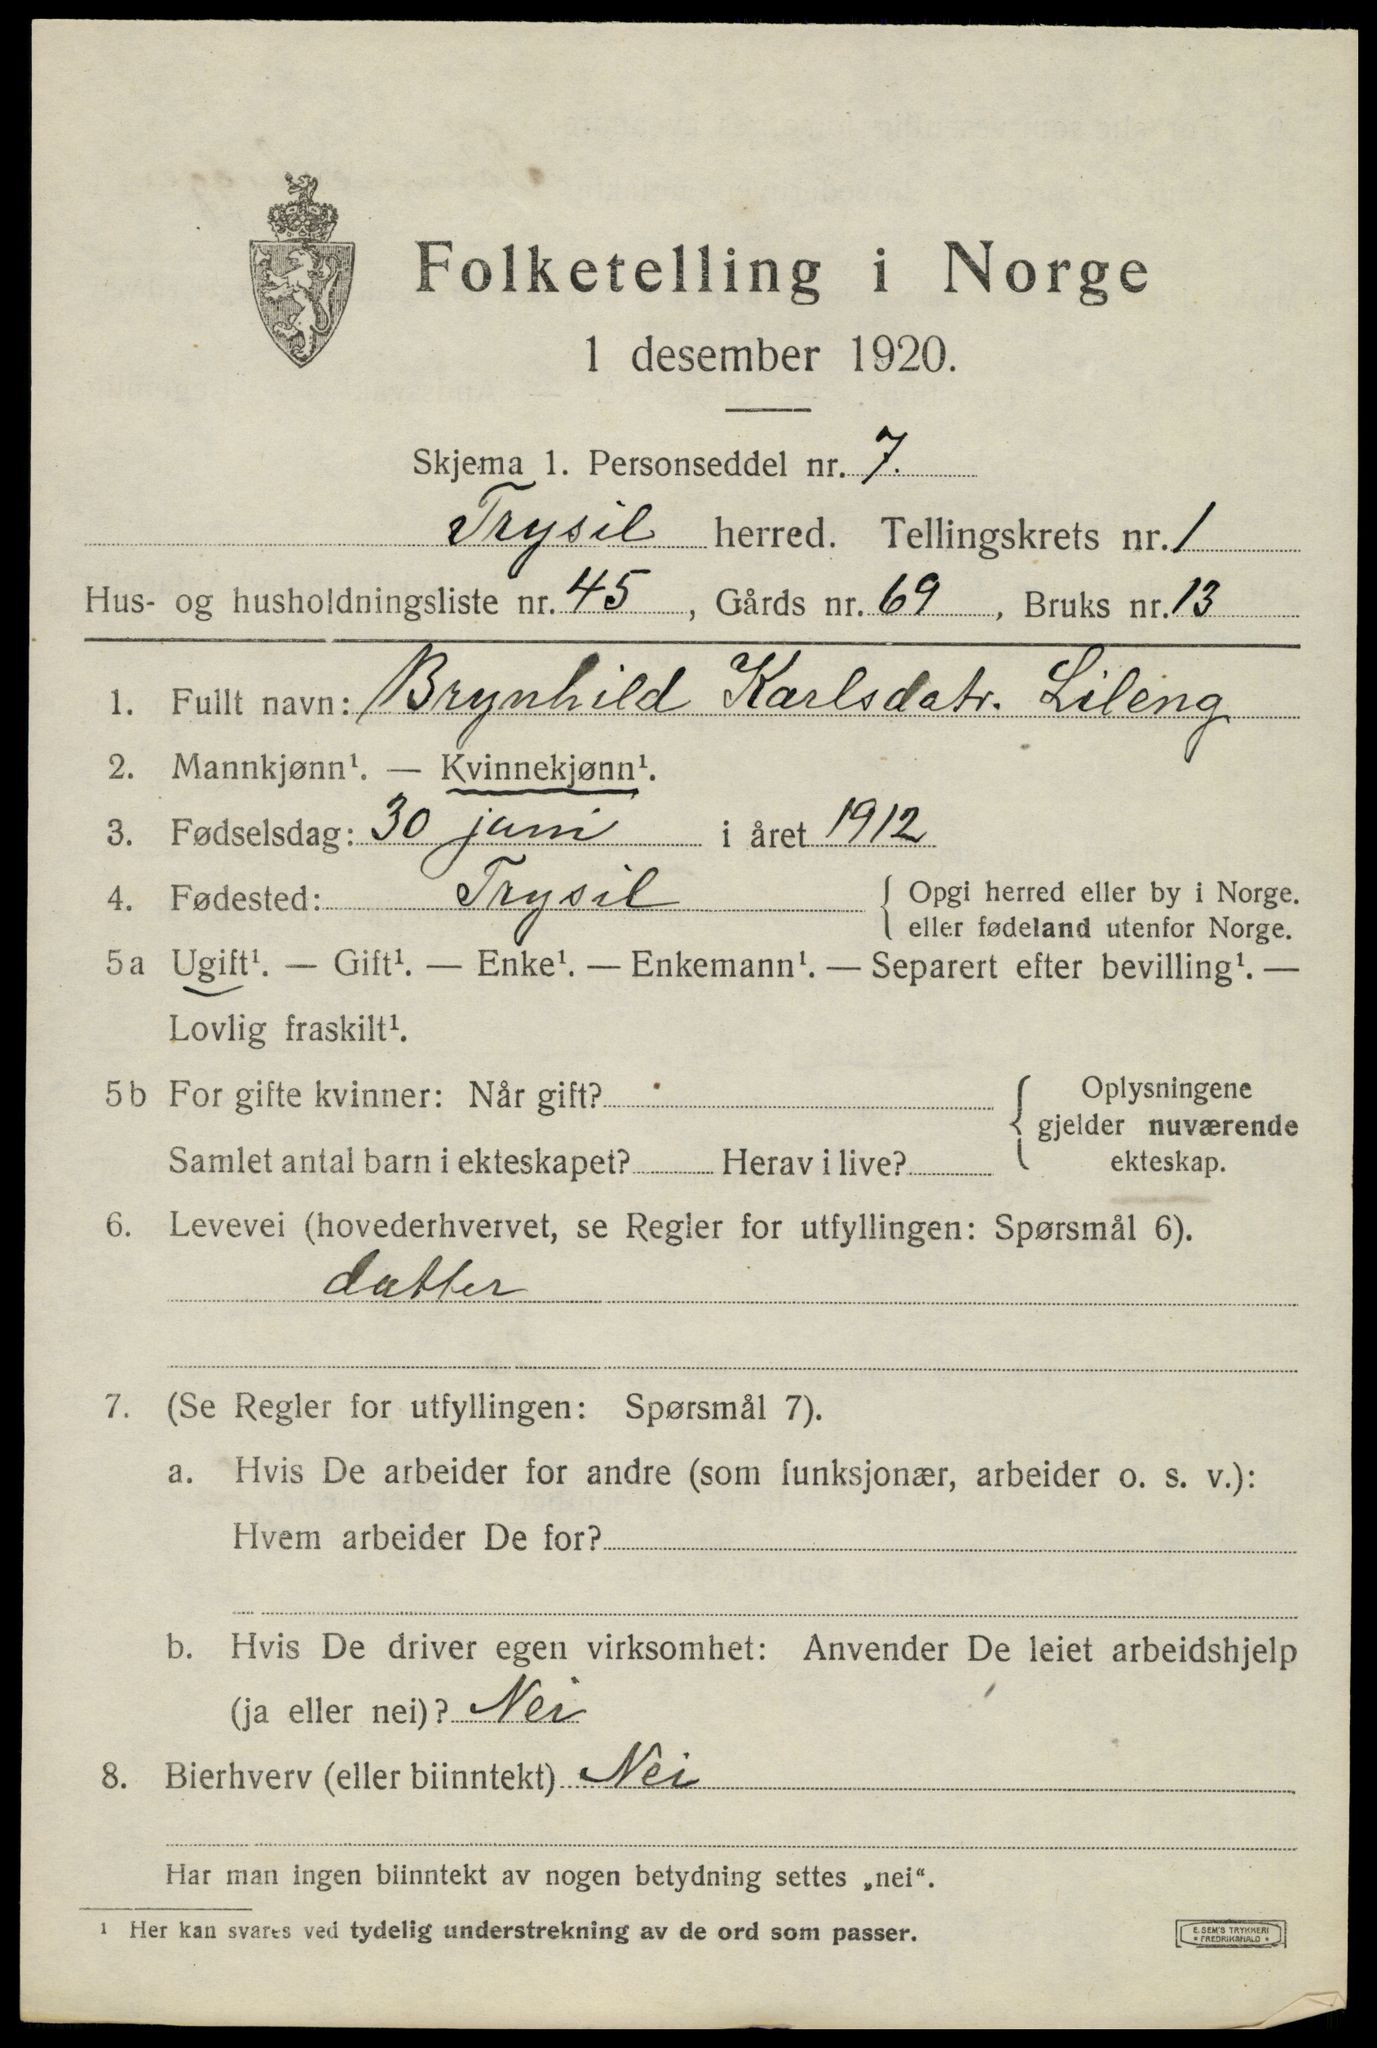 Folketelling i Norge
1 desember 1920.
Skjema 1. Personseddel nr. 7.
Trysil herred. Tellingskrets nr. 1
Hus- og husholdningsliste nr. 45, Gårds nr. 69, Bruks nr. 13
1. Fullt navn: Brynhild Karlsdatr. Lileng
2. Mannkjønn¹. — Kvinnekjønn¹.
3. Fødselsdag: 30 juni i året 1912
4. Fødested: Trysil { Opgi herred eller by i Norge.
eller fødeland utenfor Norge.
5a Ugift¹. — Gift¹. — Enke¹. — Enkemann¹. — Separert efter bevilling¹. —
Lovlig fraskilt¹.
5b For gifte kvinner: Når gift?
Samlet antal barn i ekteskapet? Herav i live?
Oplysningene
gjelder nuværende
ekteskap.
6. Levevei (hovederhvervet, se Regler for utfyllingen: Spørsmål 6).
datter
7. (Se Regler for utfyllingen: Spørsmål 7).
a. Hvis De arbeider for andre (som funksjonær, arbeider o. s. v.):
Hvem arbeider De for?
b. Hvis De driver egen virksomhet: Anvender De leiet arbeidshjelp
(ja eller nei)? Nei
8. Bierhverv (eller biinntekt) Nei
Har man ingen biinntekt av nogen betydning settes „nei“.
¹ Her kan svares ved tydelig understrekning av de ord som passer.
E. SEM'S TRYKKERI
• FREDRIKSHALD •